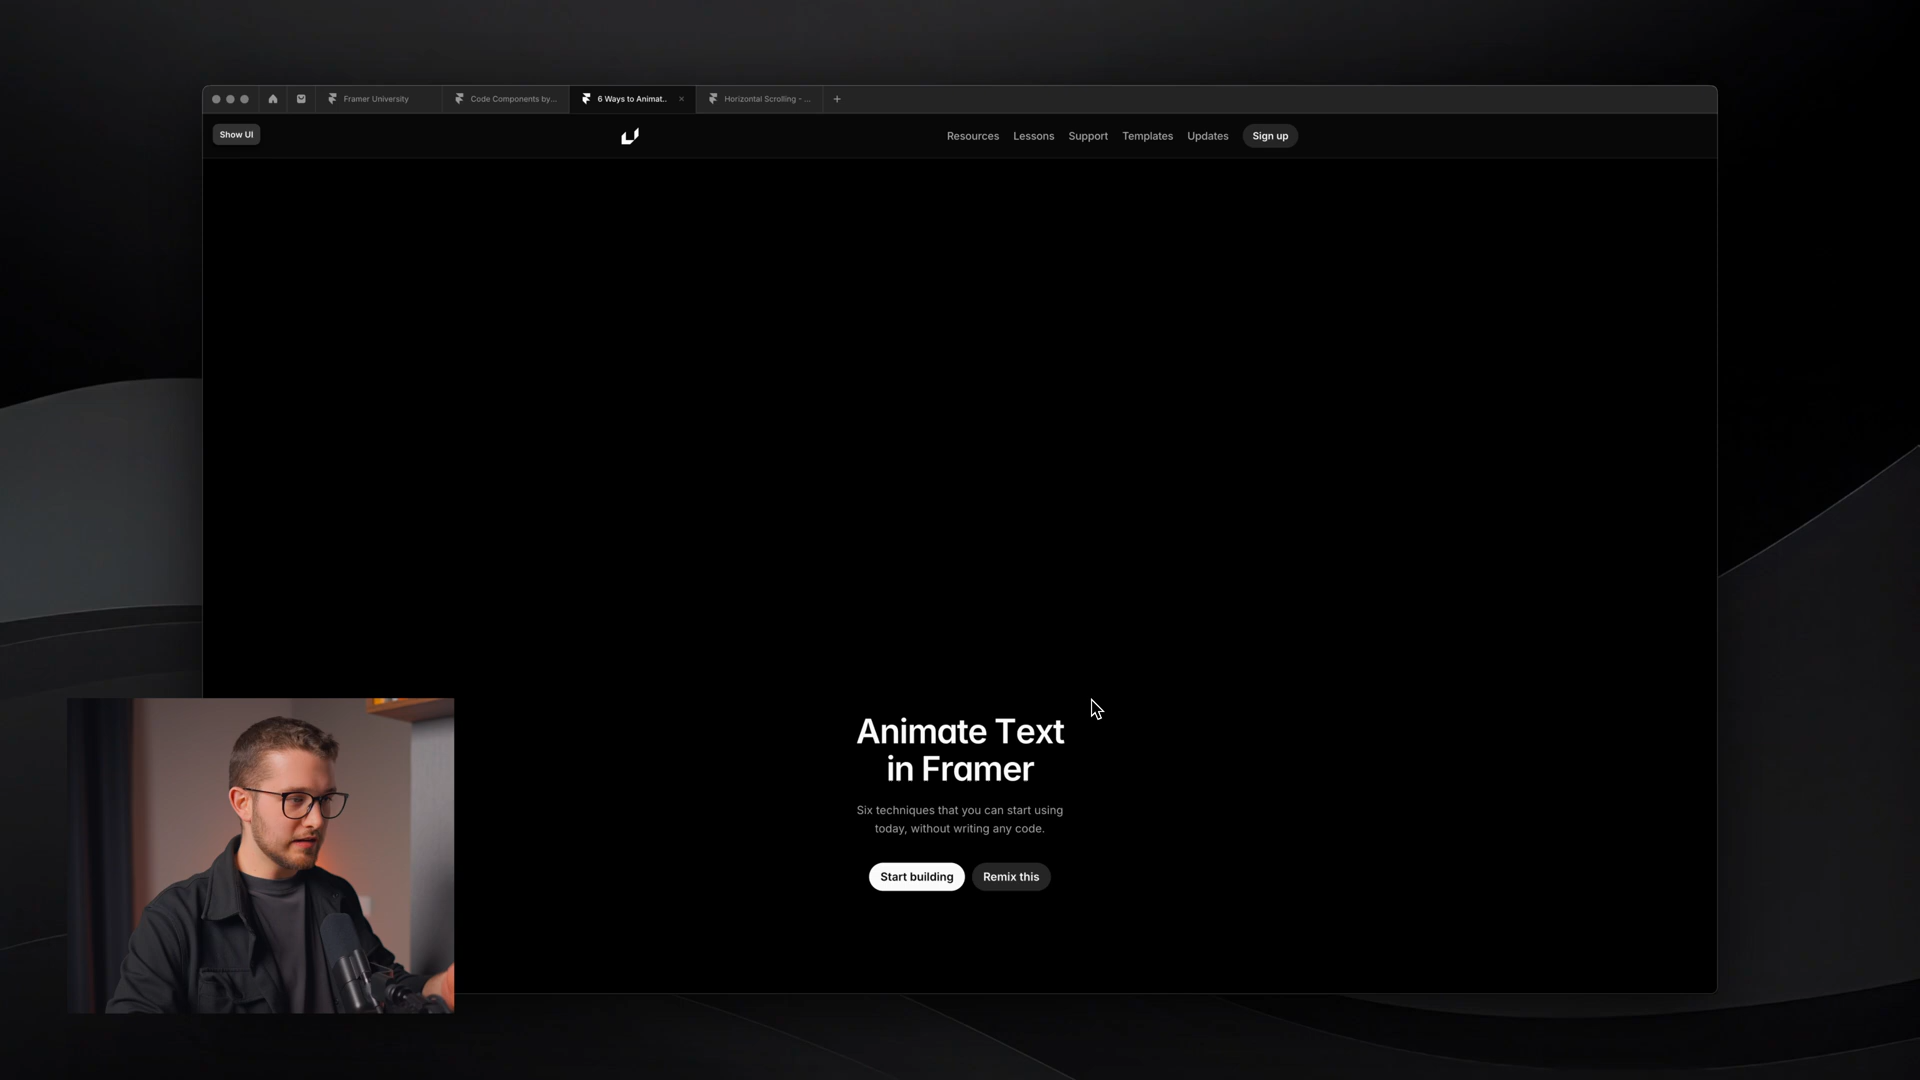 Framer University
Code Components by...
6 Ways to Animat..
Horizontal Scrolling - ...
Show UI
Resources
Lessons
Support
Templates
Updates
Sign up
Animate Text
in Framer
Six techniques that you can start using
today, without writing any code.
Start building
Remix this